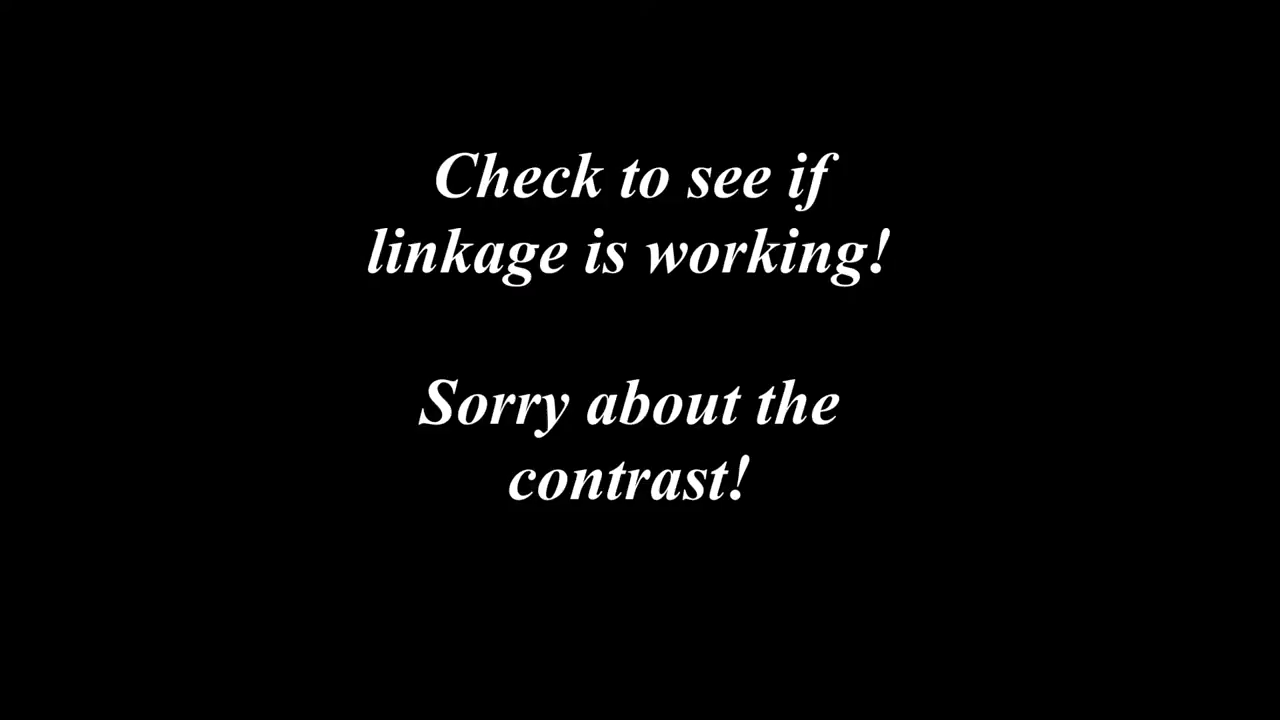 Check to see if
linkage is working!
Sorry about the
contrast!